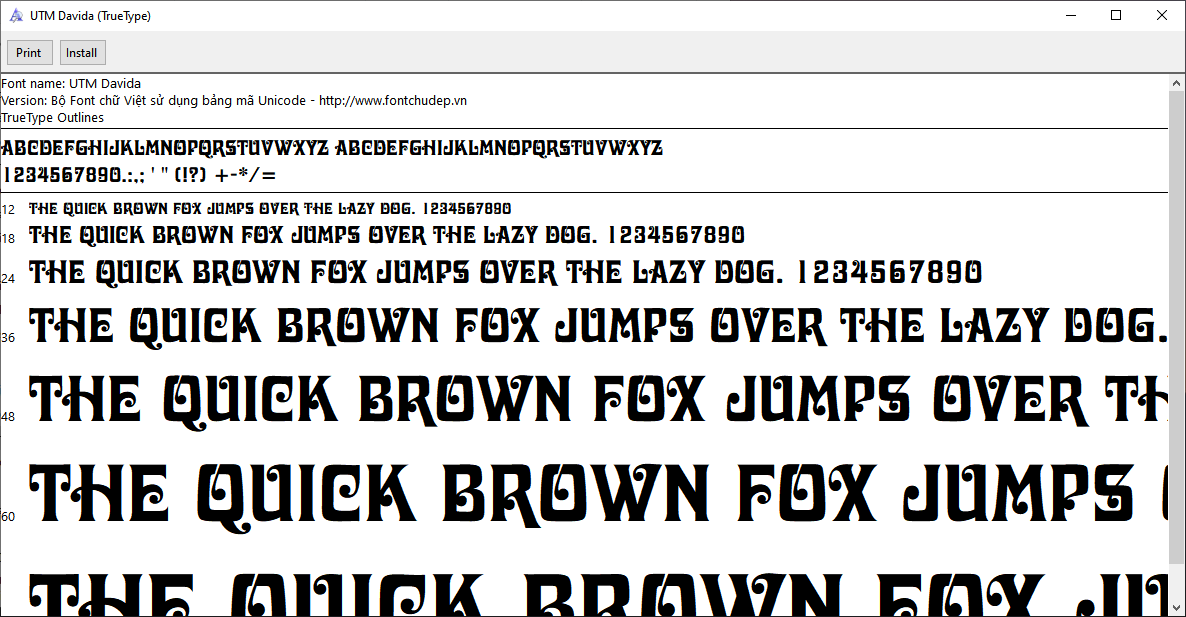 UTM Davida (TrueType)
Print Install
Font name: UTM Davida
Version: Bộ Font chữ Việt sử dụng bảng mã Unicode - http://www.fontchudep.vn
TrueType Outlines
ABCDEFGHIJKLMNOPQRSTUVWXYZ ABCDEFGHIJKLMNOPQRSTUVWXYZ
1234567890.:,; ' " (!?) +-*/=
12 THE QUICK BROWN FOX JUMPS OVER THE LAZY DOG. 1234567890
18 THE QUICK BROWN FOX JUMPS OVER THE LAZY DOG. 1234567890
24 THE QUICK BROWN FOX JUMPS OVER THE LAZY DOG. 1234567890
36 THE QUICK BROWN FOX JUMPS OVER THE LAZY DOG.
48 THE QUICK BROWN FOX JUMPS OVER TH
60 THE QUICK BROWN FOX JUMPS
THE QUICK BROWN FOX JU